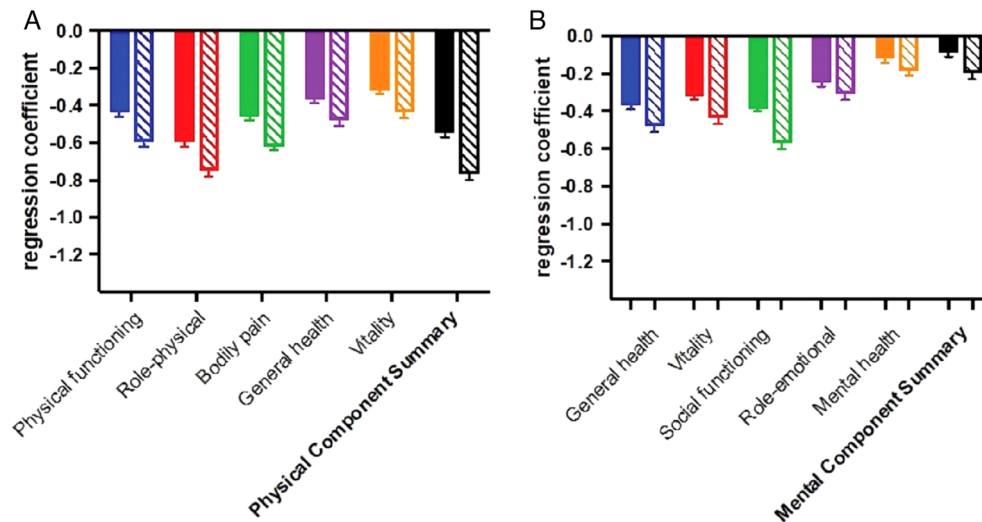 A
regression coefficient
0.0
-0.2
-0.4
-0.6
-0.8
-1.0
-1.2
Physical functioning
Role-physical
Bodily pain
General health
Vitality
Physical Component Summary
B
regression coefficient
0.0
-0.2
-0.4
-0.6
-0.8
-1.0
-1.2
General health
Vitality
Social functioning
Role-emotional
Mental health
Mental Component Summary